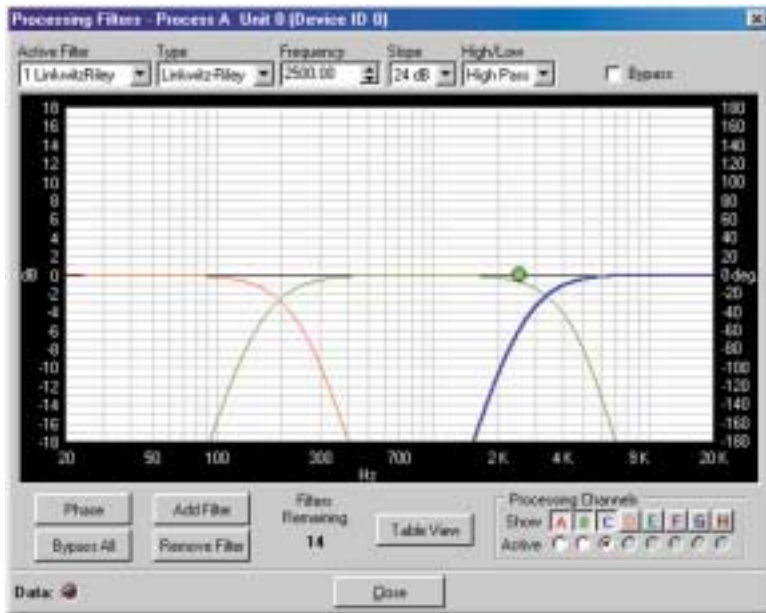 Processing Filters - Process A Unit 0 (Device ID 0)
Active Filter Type Frequency Slope High/Low
1 LinkwitzRiley Linkwitz-Riley 2500.00 24 dB High Pass Bypass
18 180
16 160
14 140
12 120
10 100
8 80
6 60
4 40
2 20
dB 0 0 deg.
-2 -20
-4 -40
-6 -60
-8 -80
-10 -100
-12 -120
-14 -140
-16 -160
-18 -180
20 50 100 300 700 2K 4K 9K 20K
Hz
Phase Add Filter Filters Remaining 14 Table View
Bypass All Remove Filter
Processing Channels
Show A B C D E F G H
Active
Data: Close